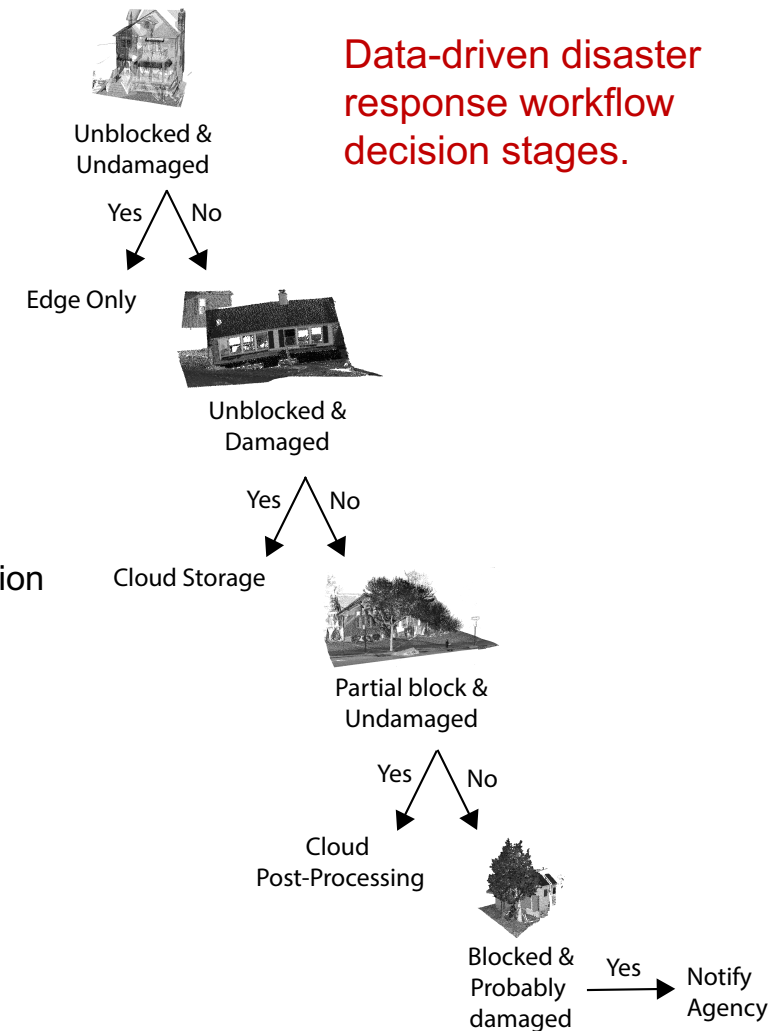 Data-driven disaster
response workflow
decision stages.
Unblocked &
Undamaged
Yes
No
Edge Only
Unblocked &
Damaged
Yes
No
ion
Cloud Storage
Partial block &
Undamaged
Yes
No
Cloud
Post-Processing
Blocked &
Probably
damaged
Yes
Notify
Agency